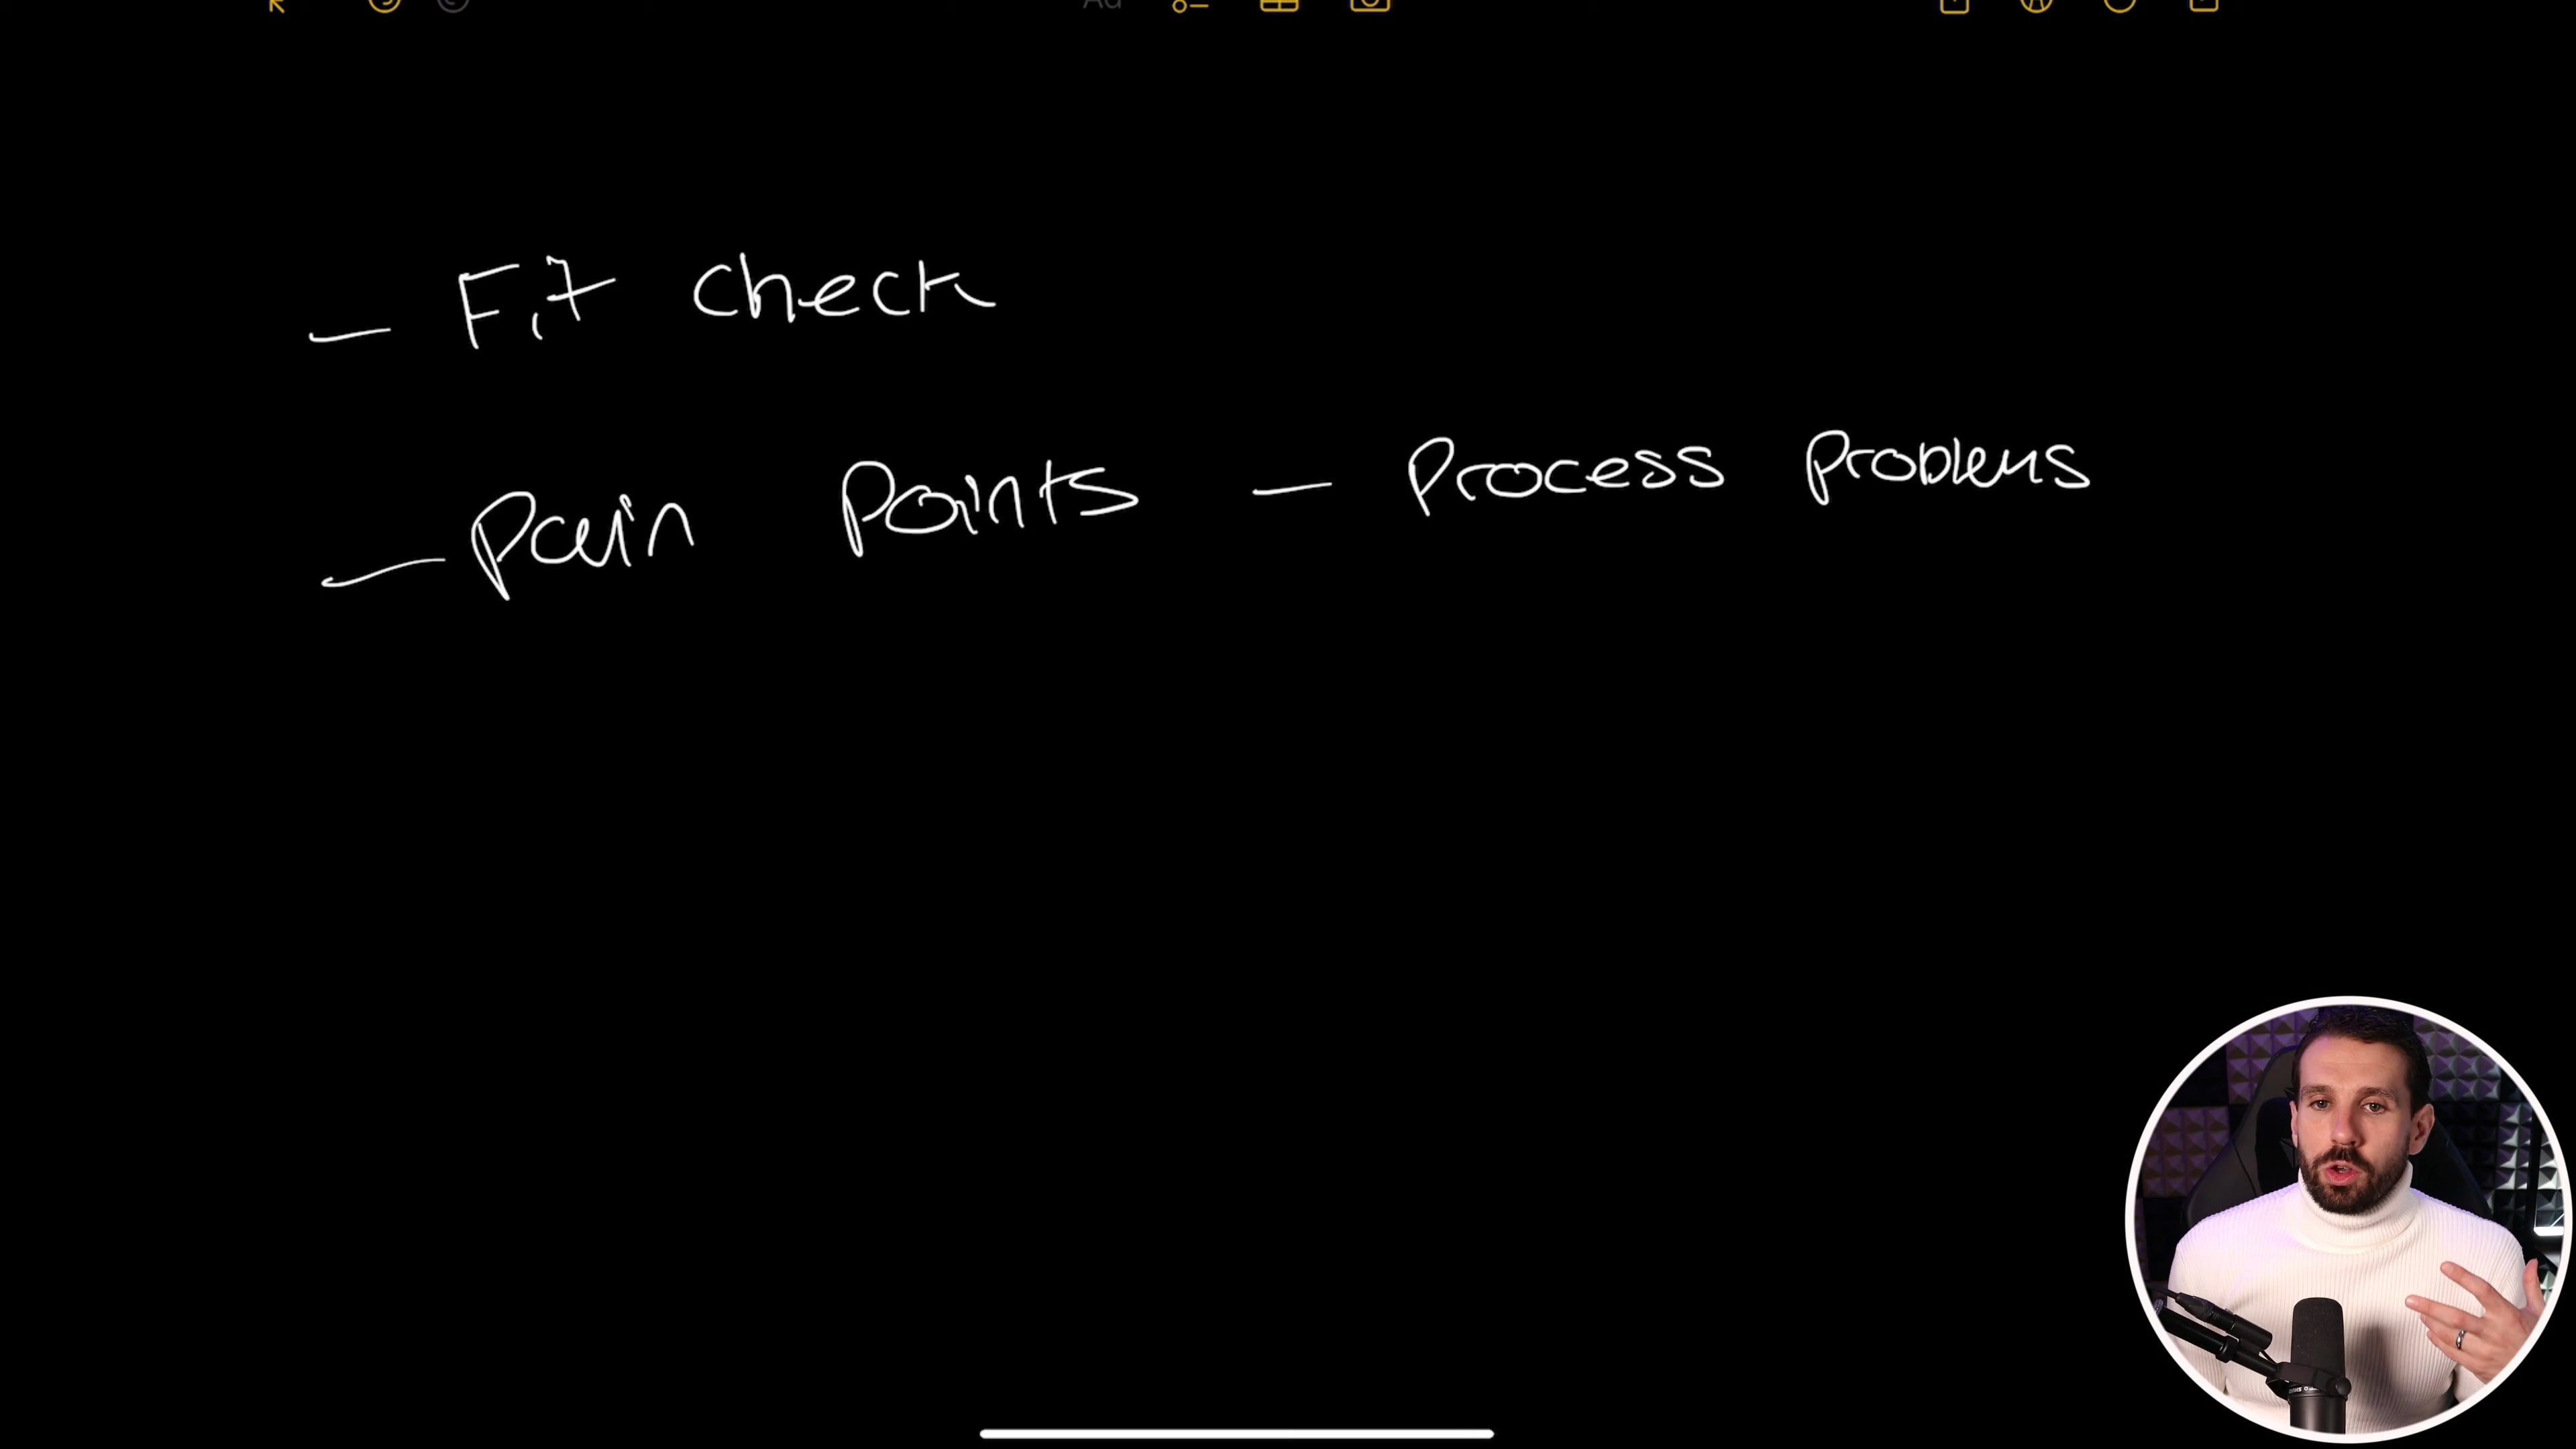 - Fit check
- Pain Points - Process Problems